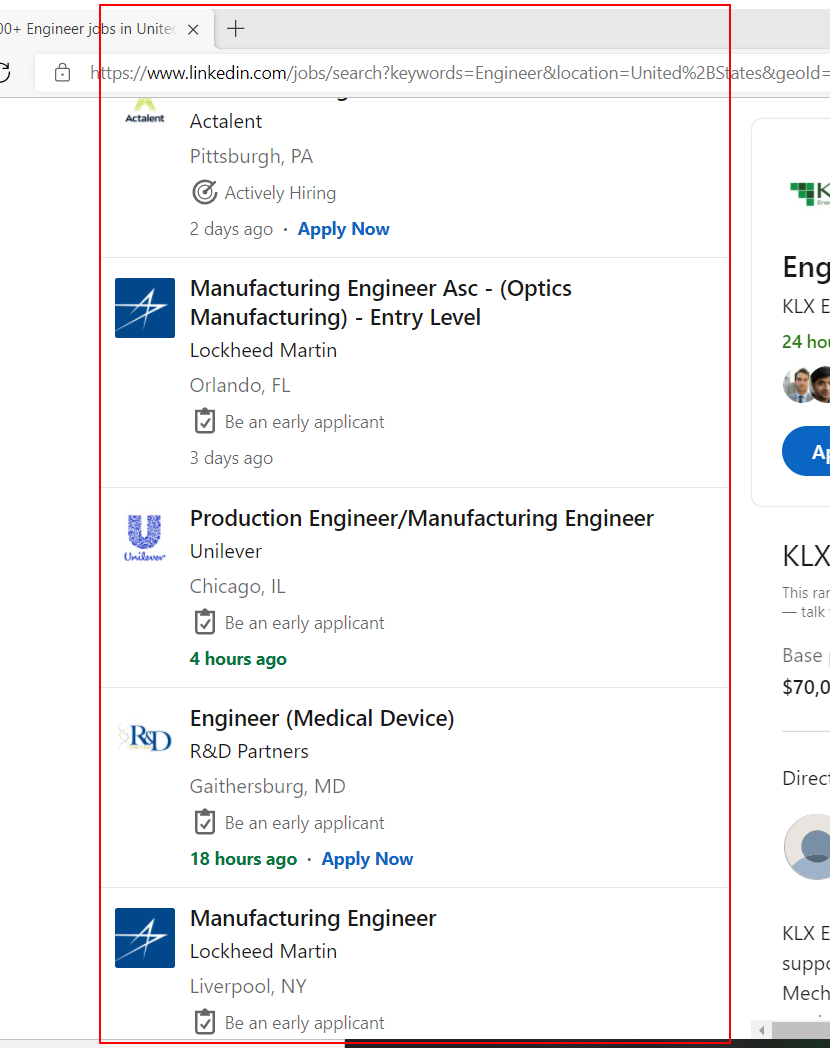 00+ Engineer jobs in Unitec
https://www.linkedin.com/jobs/search?keywords=Engineer&location=United%2BStates&geoId=
Actalent
Actalent
Pittsburgh, PA
Actively Hiring
2 days ago · Apply Now
Manufacturing Engineer Asc - (Optics
Manufacturing) - Entry Level
Lockheed Martin
Orlando, FL
Be an early applicant
3 days ago
Production Engineer/Manufacturing Engineer
Unilever
Unilever
Chicago, IL
Be an early applicant
4 hours ago
Engineer (Medical Device)
R&D
R&D Partners
Gaithersburg, MD
Be an early applicant
18 hours ago · Apply Now
Manufacturing Engineer
Lockheed Martin
Liverpool, NY
Be an early applicant
K
Ene
Eng
KLX E
24 hou
Ap
KLX
This ran
— talk
Base
$70,0
Direct
KLX E
suppo
Mech